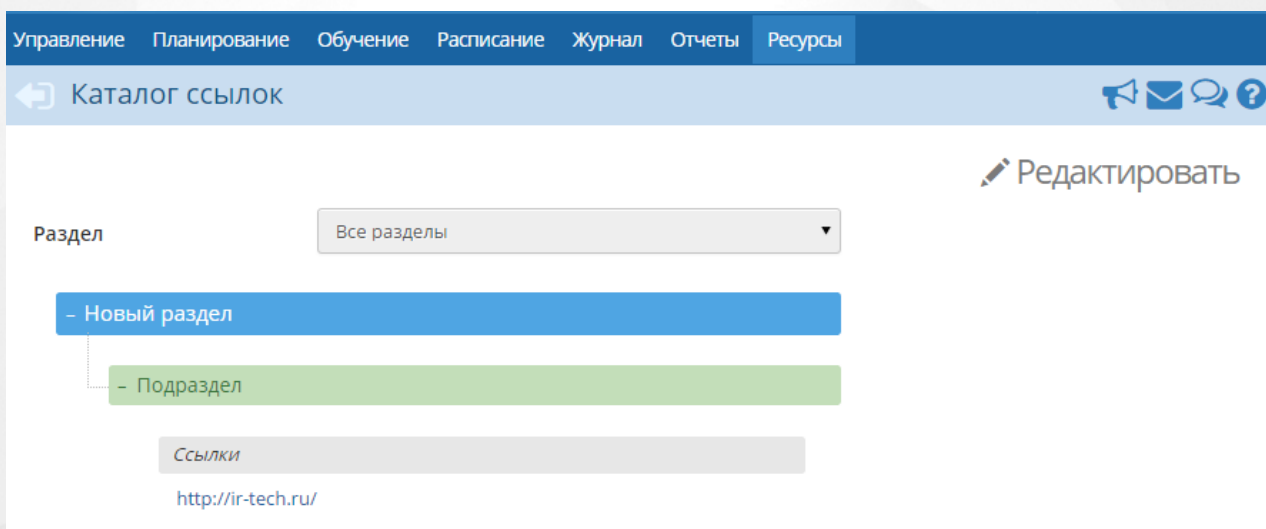 Управление Планирование Обучение Расписание Журнал Отчеты Ресурсы
Каталог ссылок
Редактировать
Раздел Все разделы
– Новый раздел
– Подраздел
Ссылки
http://ir-tech.ru/